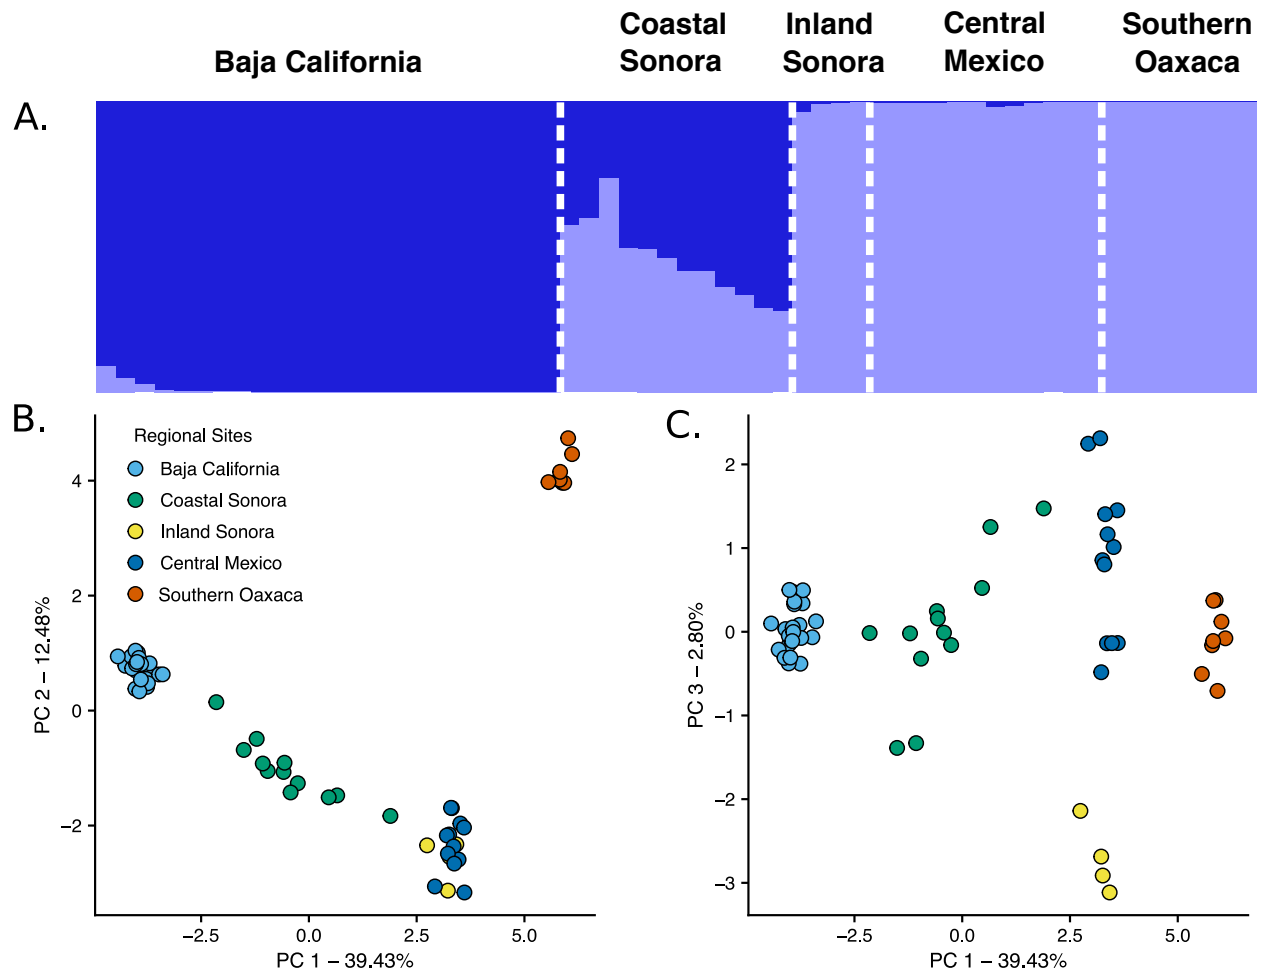 Baja California
Coastal
Sonora
Inland
Sonora
Central
Mexico
Southern
Oaxaca
A.
B.
Regional Sites
Baja California
Coastal Sonora
Inland Sonora
Central Mexico
Southern Oaxaca
4
2
0
−2
PC 2 − 12.48%
−2.5
0.0
2.5
5.0
PC 1 − 39.43%
C.
2
1
0
−1
−2
−3
PC 3 − 2.80%
−2.5
0.0
2.5
5.0
PC 1 − 39.43%